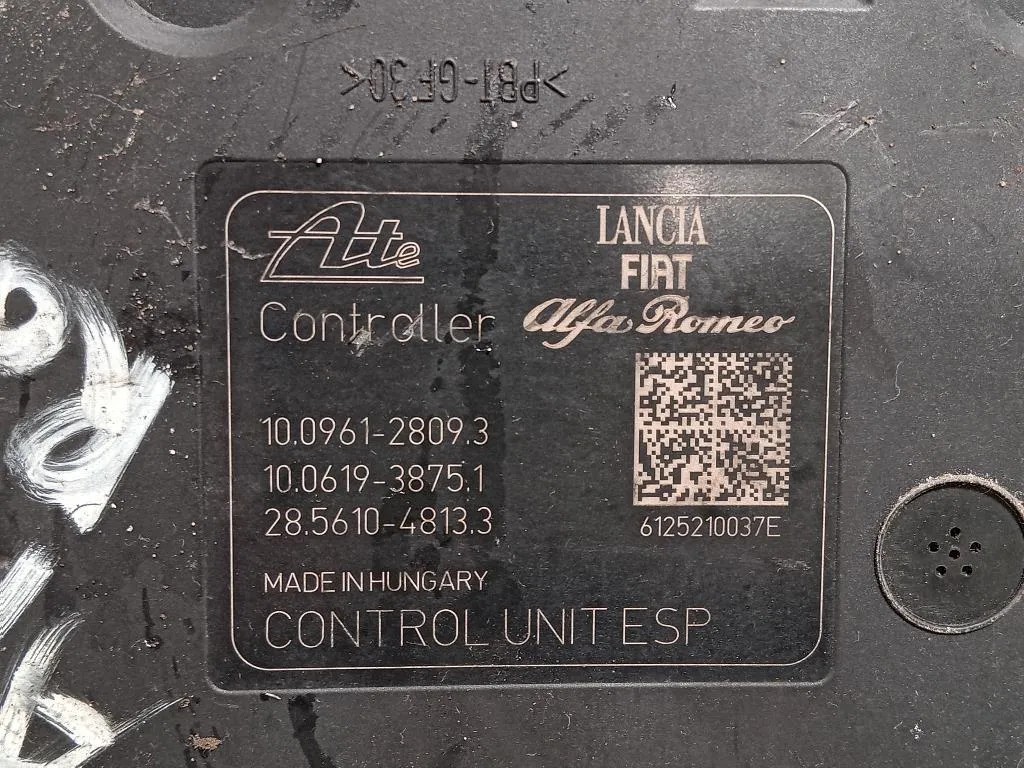 >PBT-GF30<
Ate
LANCIA
FIAT
Alfa Romeo
Controller
10.0961-2809.3
10.0619-3875.1
28.5610-4813.3
6125210037E
MADE IN HUNGARY
CONTROL UNIT ESP